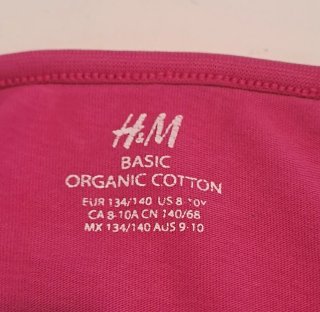 H&M
BASIC
ORGANIC COTTON
EUR 134/140 US 8-10Y
CA 8-10A CN 140/68
MX 134/140 AUS 9-10